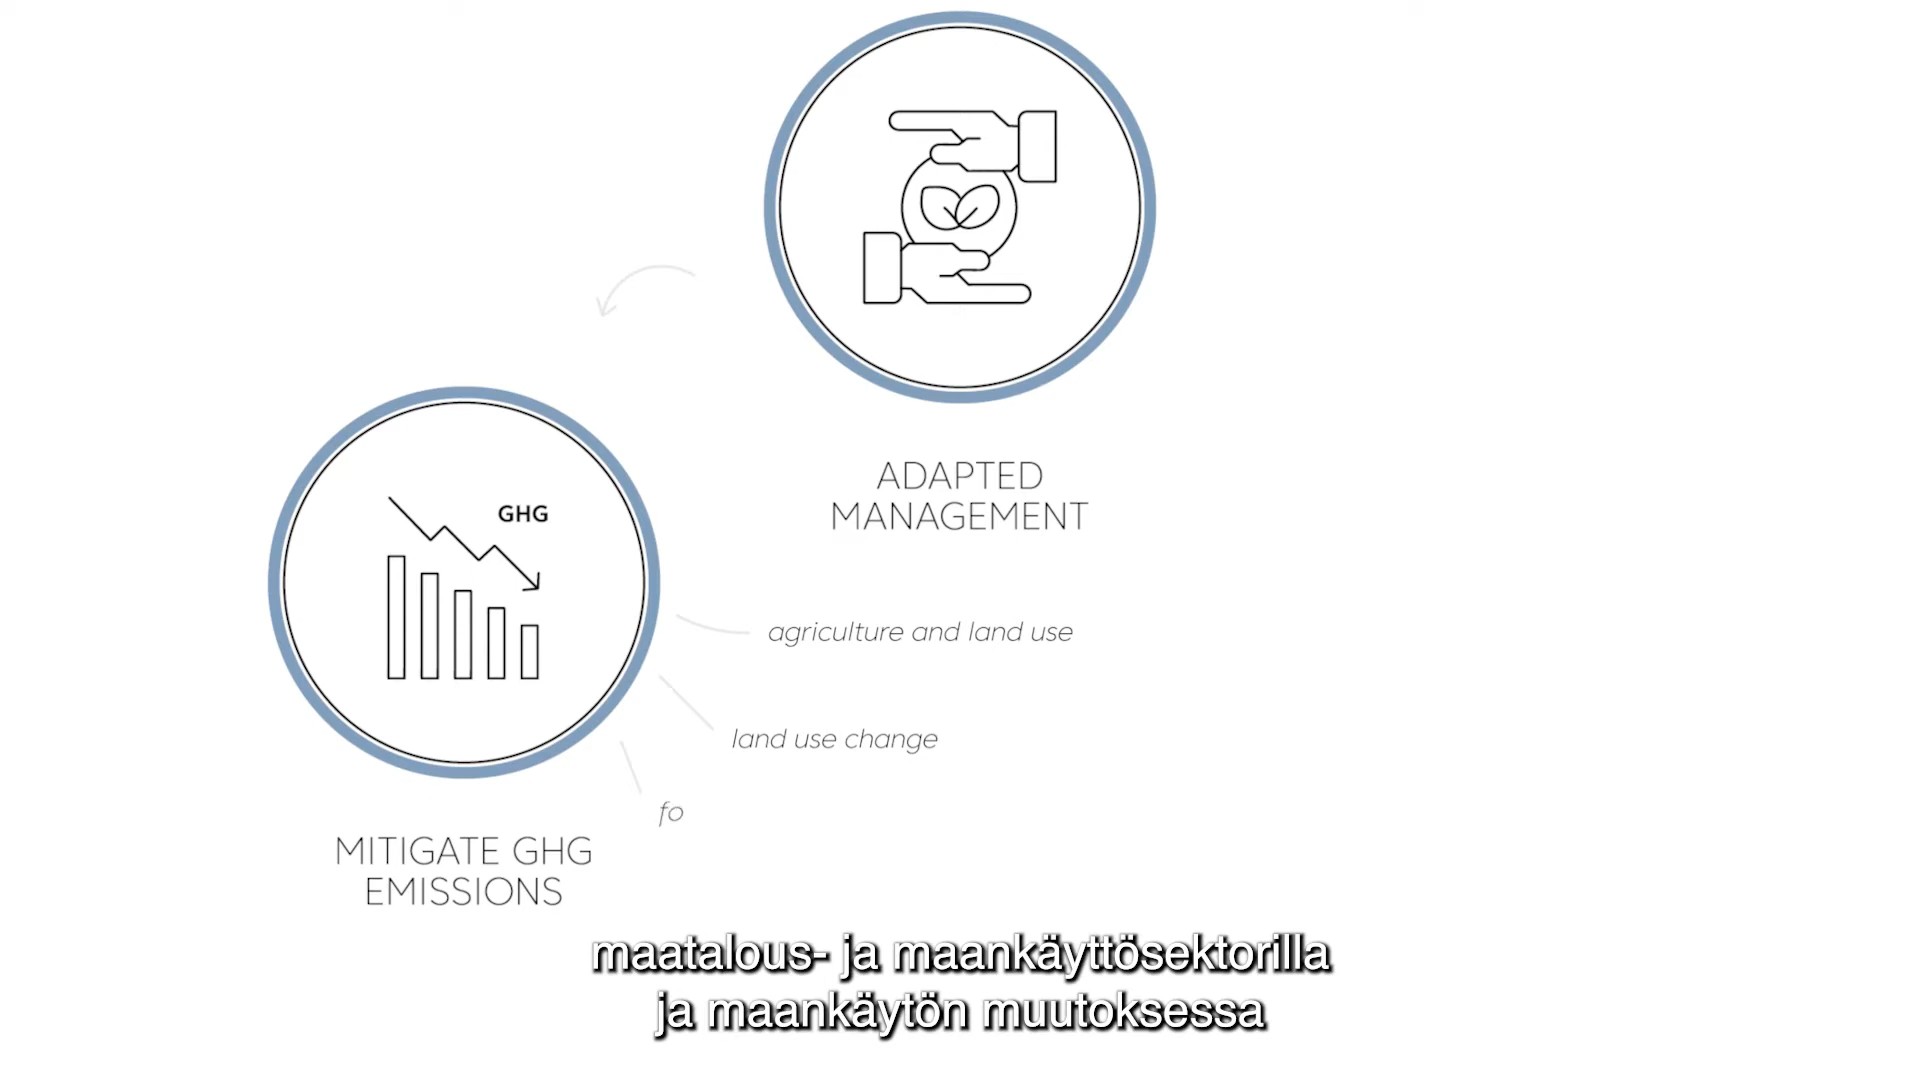 ADAPTED
MANAGEMENT
GHG
agriculture and land use
land use change
fo
MITIGATE GHG
EMISSIONS
maatalous- ja maankäyttösektorilla
ja maankäytön muutoksessa